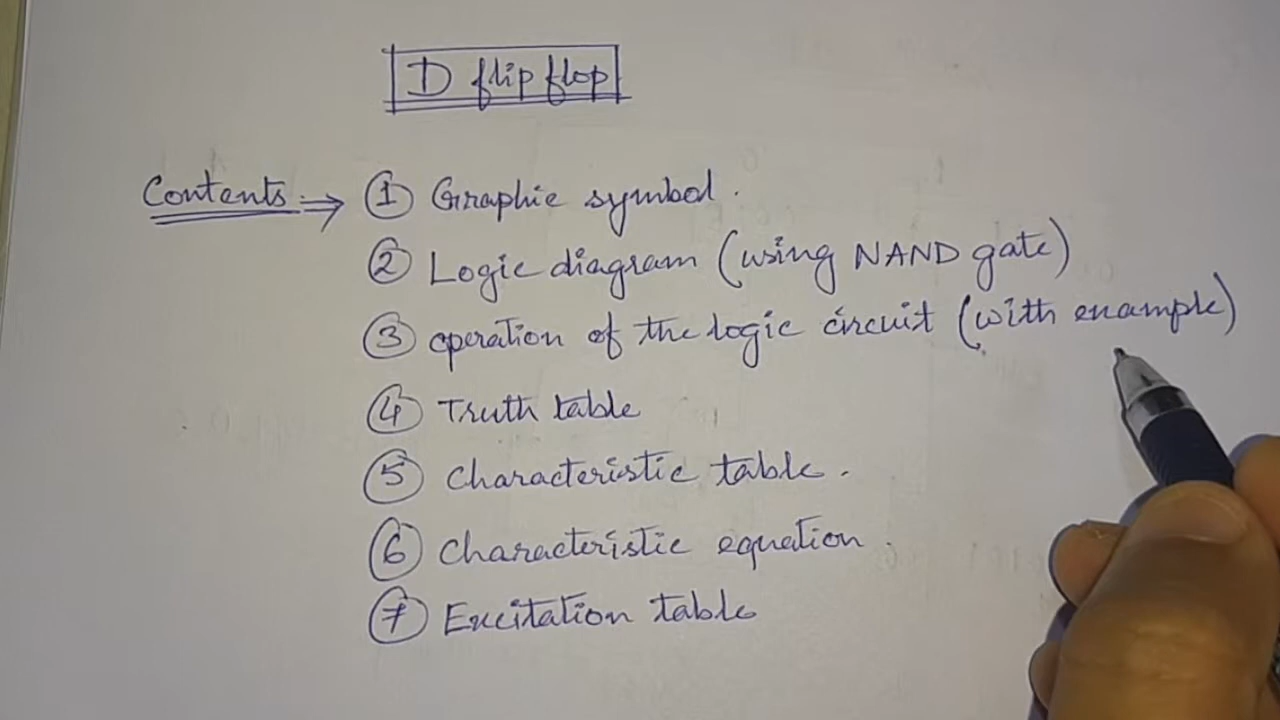 D flip flop
Contents ⇒ ① Graphic symbol.
② Logic diagram (using NAND gate)
③ operation of the logic circuit (with example)
④ Truth table
⑤ Characteristic table.
⑥ Characteristic equation.
⑦ Excitation table